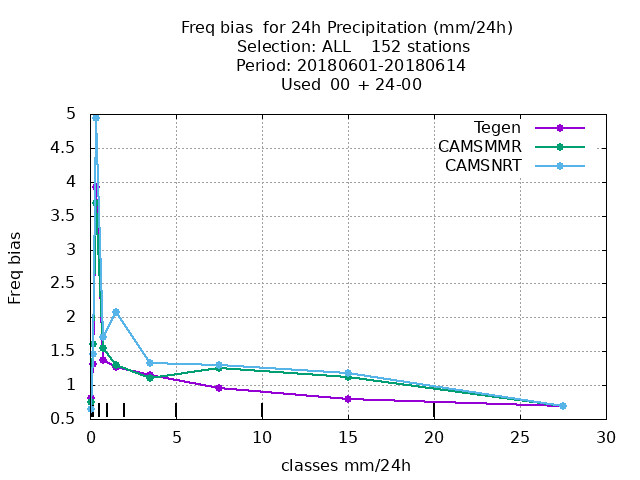 Freq bias  for 24h Precipitation (mm/24h)
Selection: ALL    152 stations
Period: 20180601-20180614
Used  00 + 24-00
Tegen
CAMSMMR
CAMSNRT
Freq bias
5
4.5
4
3.5
3
2.5
2
1.5
1
0.5
0 5 10 15 20 25 30
classes mm/24h